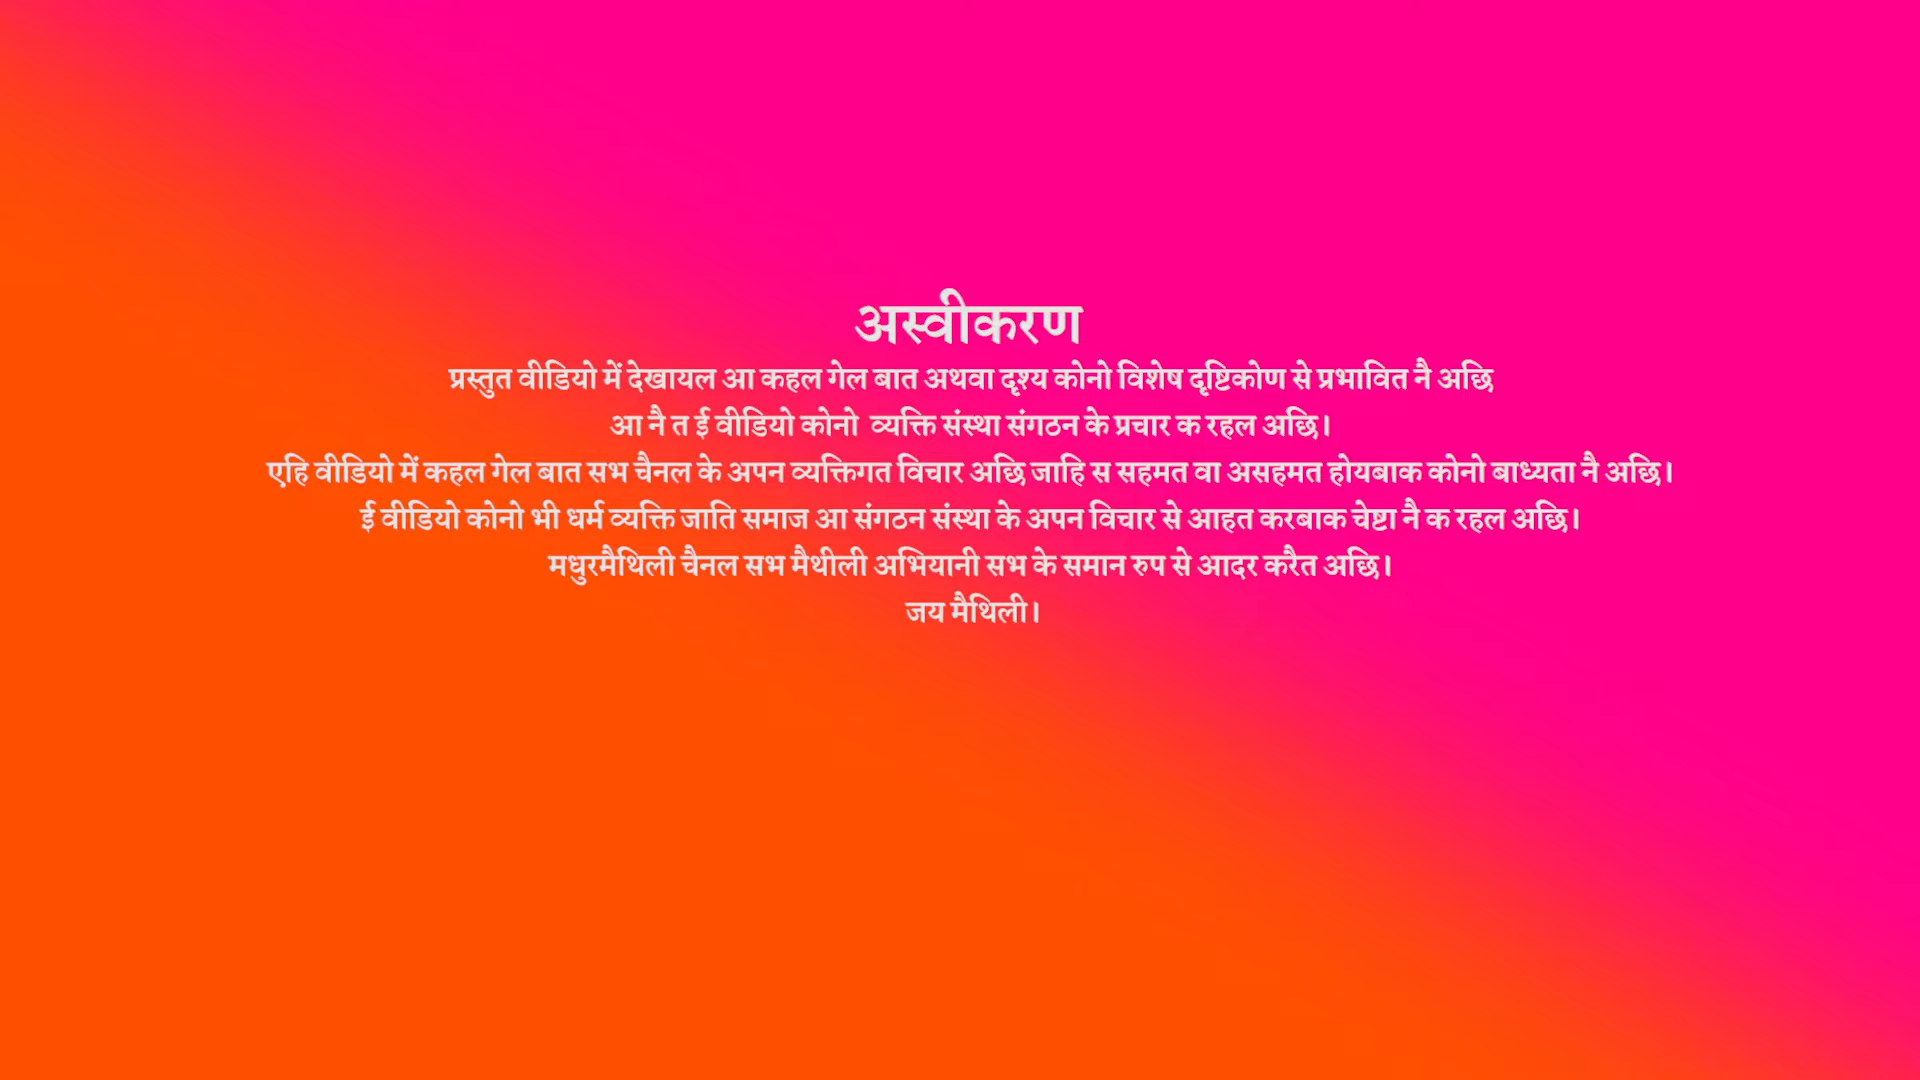 अस्वीकरण
प्रस्तुत वीडियो में देखायल आ कहल गेल बात अथवा दृश्य कोनो विशेष दृष्टिकोण से प्रभावित नै अछि
आ नै त ई वीडियो कोनो व्यक्ति संस्था संगठन के प्रचार क रहल अछि।
एहि वीडियो में कहल गेल बात सभ चैनल के अपन व्यक्तिगत विचार अछि जाहि स सहमत वा असहमत होयबाक कोनो बाध्यता नै अछि।
ई वीडियो कोनो भी धर्म व्यक्ति जाति समाज आ संगठन संस्था के अपन विचार से आहत करबाक चेष्टा नै क रहल अछि।
मधुरमैथिली चैनल सभ मैथीली अभियानी सभ के समान रुप से आदर करैत अछि।
जय मैथिली।